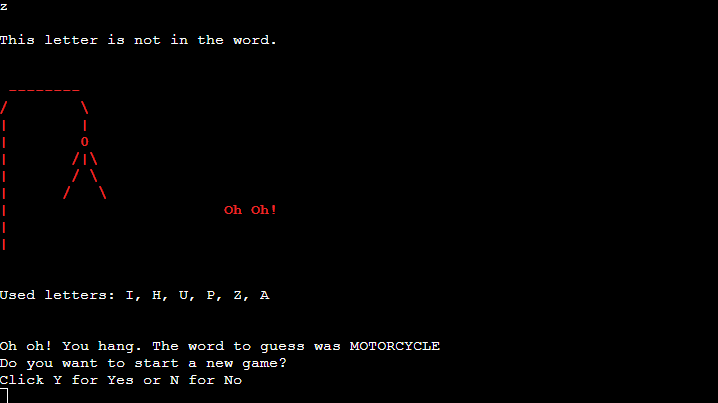 z
This letter is not in the word.
Oh Oh!
Used letters: I, H, U, P, Z, A
Oh oh! You hang. The word to guess was MOTORCYCLE
Do you want to start a new game?
Click Y for Yes or N for No